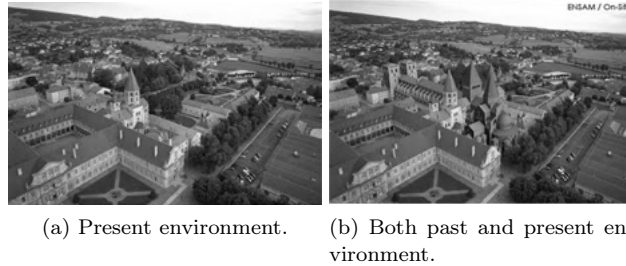 ENSAM / On-Sit
(a) Present environment.
(b) Both past and present en
vironment.